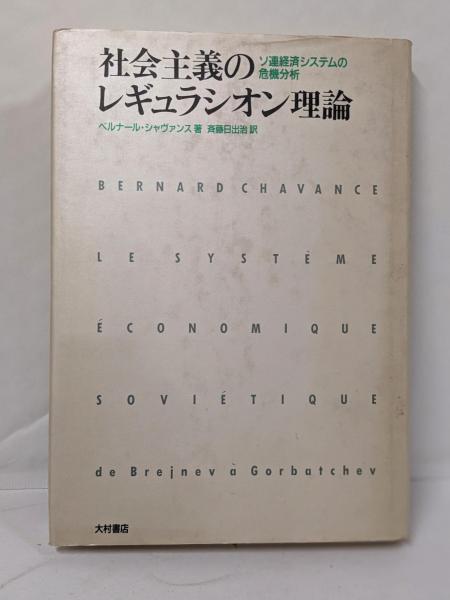 社会主義の
ソ連経済システムの
危機分析
レギュラシオン理論
ベルナール・シャヴァンス 著 斉藤日出治 訳
BERNARD CHAVANCE
LE SYSTÈME
ÉCONOMIQUE
SOVIÉTIQUE
de Brejnev à Gorbatchev
大村書店